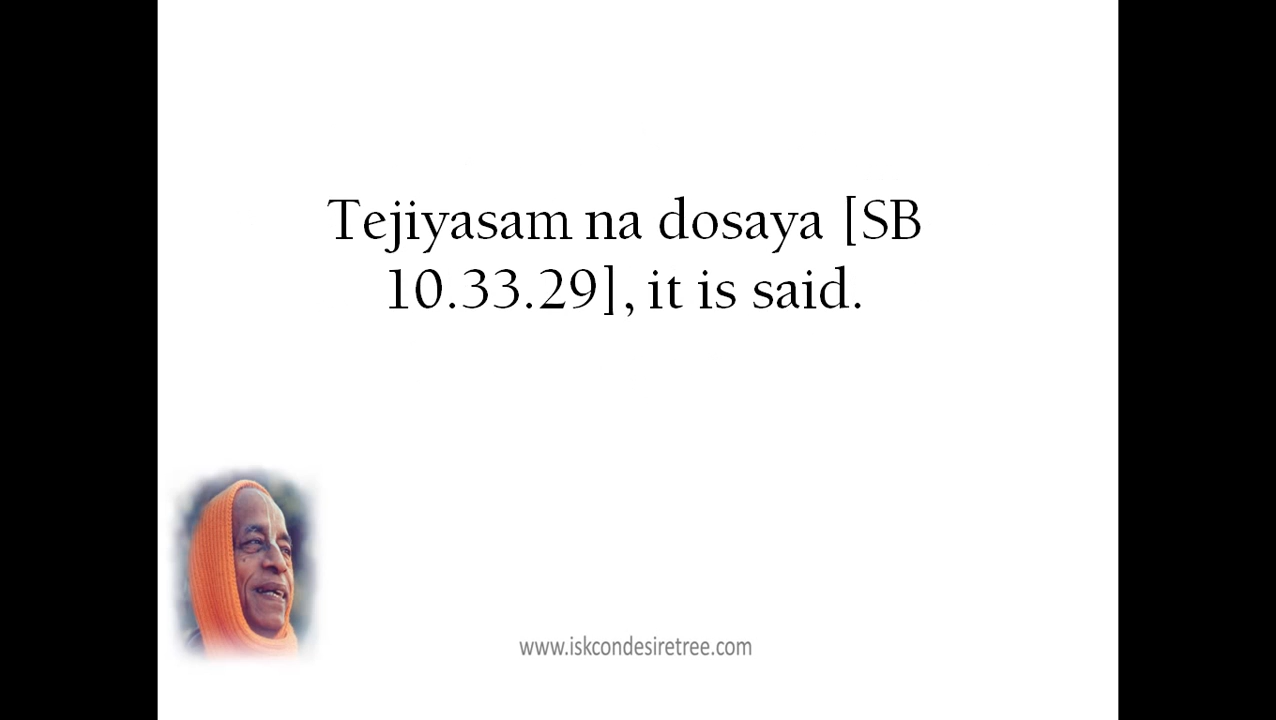 Tejiyasam na dosaya [SB
10.33.29], it is said.
www.iskcondesiretree.com